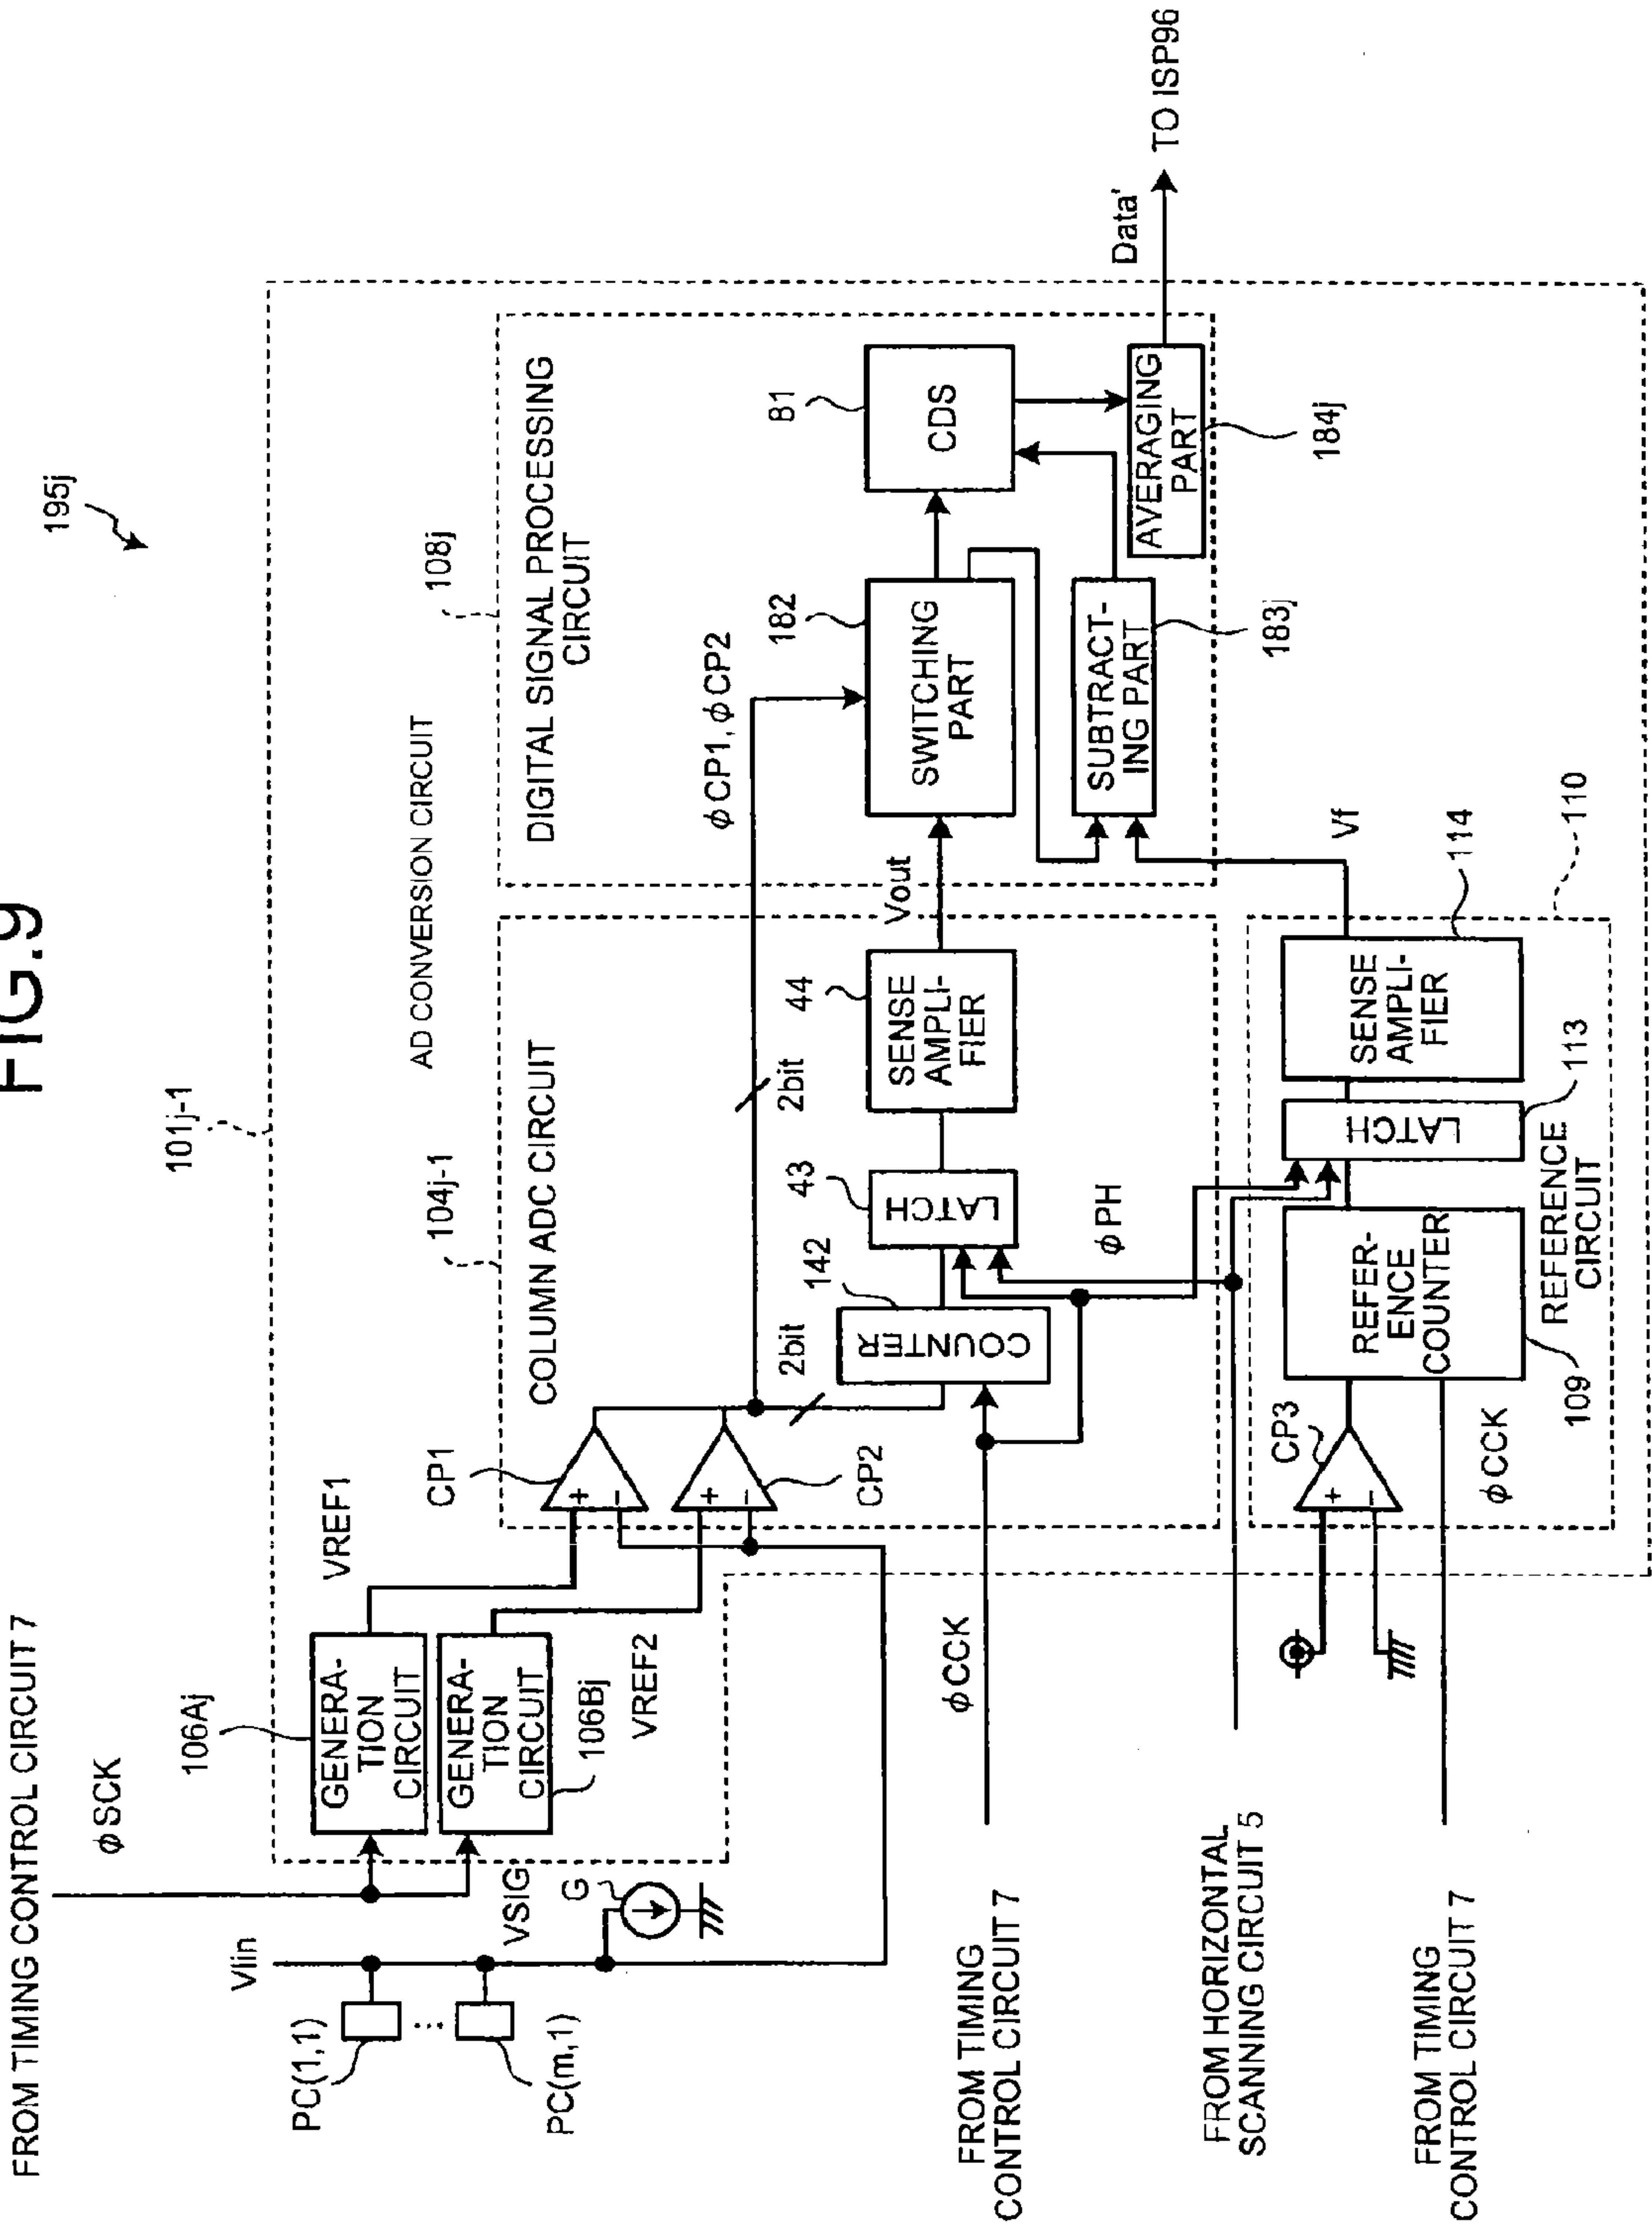 FIG.9
195j
FROM TIMING CONTROL CIRCUIT 7
φSCK
101j-1
106Aj
GENERA-
TION
CIRCUIT
VREF1
AD CONVERSION CIRCUIT
Vlin
GENERA-
TION
CIRCUIT
106Bj
VREF2
PC(1,1)
PC(m,1)
VSIG
G
104j-1
COLUMN ADC CIRCUIT
CP1
CP2
2bit
2bit
142
COUNTER
43
LATCH
44
SENSE
AMPLI-
FIER
Vout
108j
DIGITAL SIGNAL PROCESSING
CIRCUIT
φCP1, φCP2
182
SWITCHING
PART
81
CDS
SUBTRACT-
ING PART
183j
AVERAGING
PART
184j
Data'
TO ISP96
FROM TIMING
CONTROL CIRCUIT 7
φCCK
φPH
FROM HORIZONTAL
SCANNING CIRCUIT 5
CP3
REFER-
ENCE
COUNTER
109
LATCH
113
SENSE
AMPLI-
FIER
114
Vf
110
REFERENCE
CIRCUIT
FROM TIMING
CONTROL CIRCUIT 7
φCCK